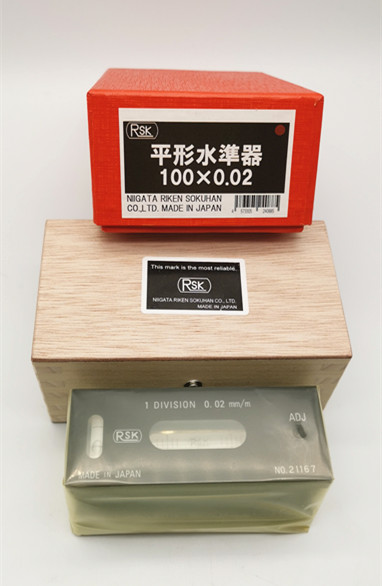 RSK
平形水準器
100×0.02
NIIGATA RIKEN SOKUHAN
CO.,LTD. MADE IN JAPAN
This mark is the most reliable.
RSK
NIIGATA RIKEN SOKUHAN CO., LTD.
MADE IN JAPAN
1 DIVISION 0.02 mm/m
RSK
ADJ
MADE IN JAPAN
NO.21167